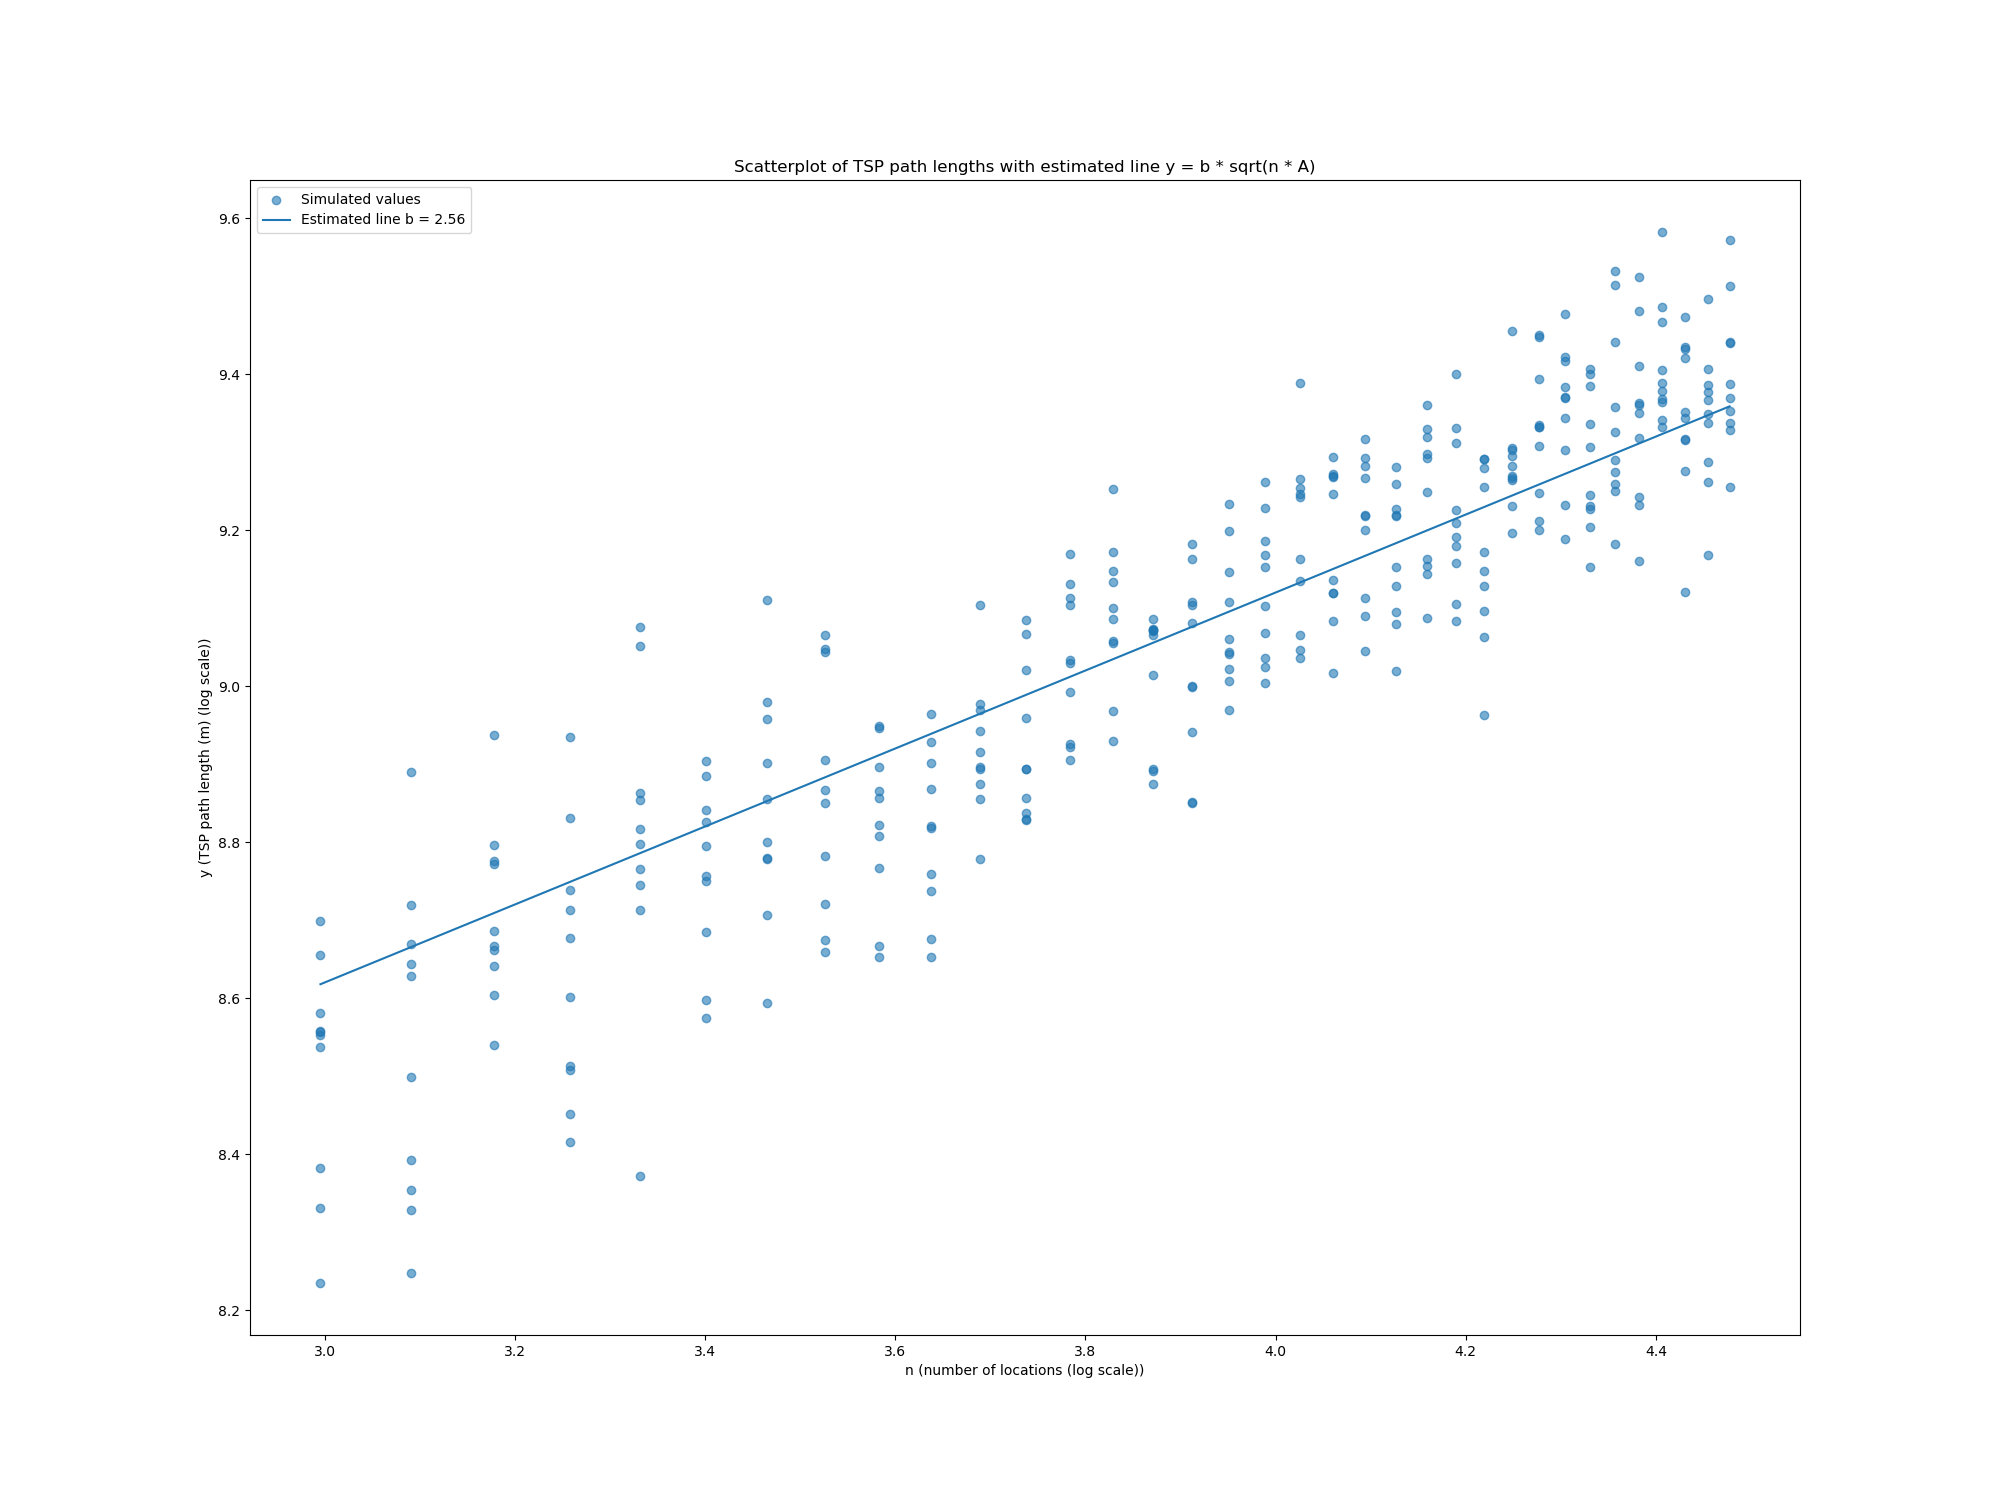 Scatterplot of TSP path lengths with estimated line y = b * sqrt(n * A)
Simulated values
Estimated line b = 2.56
9.6
9.4
9.2
9.0
8.8
8.6
8.4
8.2
y (TSP path length (m) (log scale))
3.0 3.2 3.4 3.6 3.8 4.0 4.2 4.4
n (number of locations (log scale))